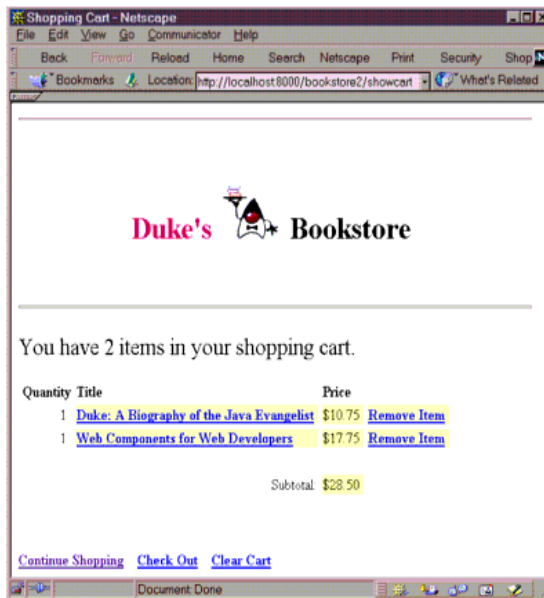 Shopping Cart - Netscape
File Edit View Go Communicator Help
Back Forward Reload Home Search Netscape Print Security Shop
Bookmarks Location: http://localhost:8000/bookstore2/showcart What's Related
Duke's Bookstore
You have 2 items in your shopping cart.
Quantity Title Price
1 Duke: A Biography of the Java Evangelist $10.75 Remove Item
1 Web Components for Web Developers $17.75 Remove Item
Subtotal: $28.50
Continue Shopping Check Out Clear Cart
Document: Done